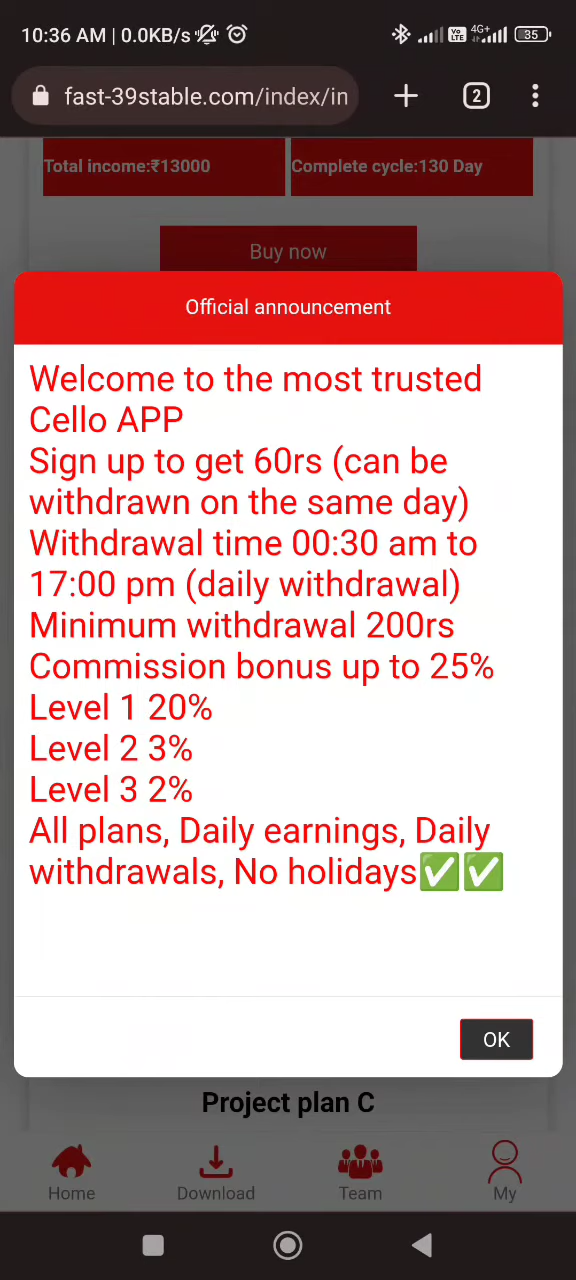 10:36 AM | 0.0KB/s
Vo LTE 4G+ 35
fast-39stable.com/index/in
2
Total income:₹13000 Complete cycle:130 Day
Buy now
Official announcement
Welcome to the most trusted
Cello APP
Sign up to get 60rs (can be
withdrawn on the same day)
Withdrawal time 00:30 am to
17:00 pm (daily withdrawal)
Minimum withdrawal 200rs
Commission bonus up to 25%
Level 1 20%
Level 2 3%
Level 3 2%
All plans, Daily earnings, Daily
withdrawals, No holidays✅✅
OK
Project plan C
Home Download Team My